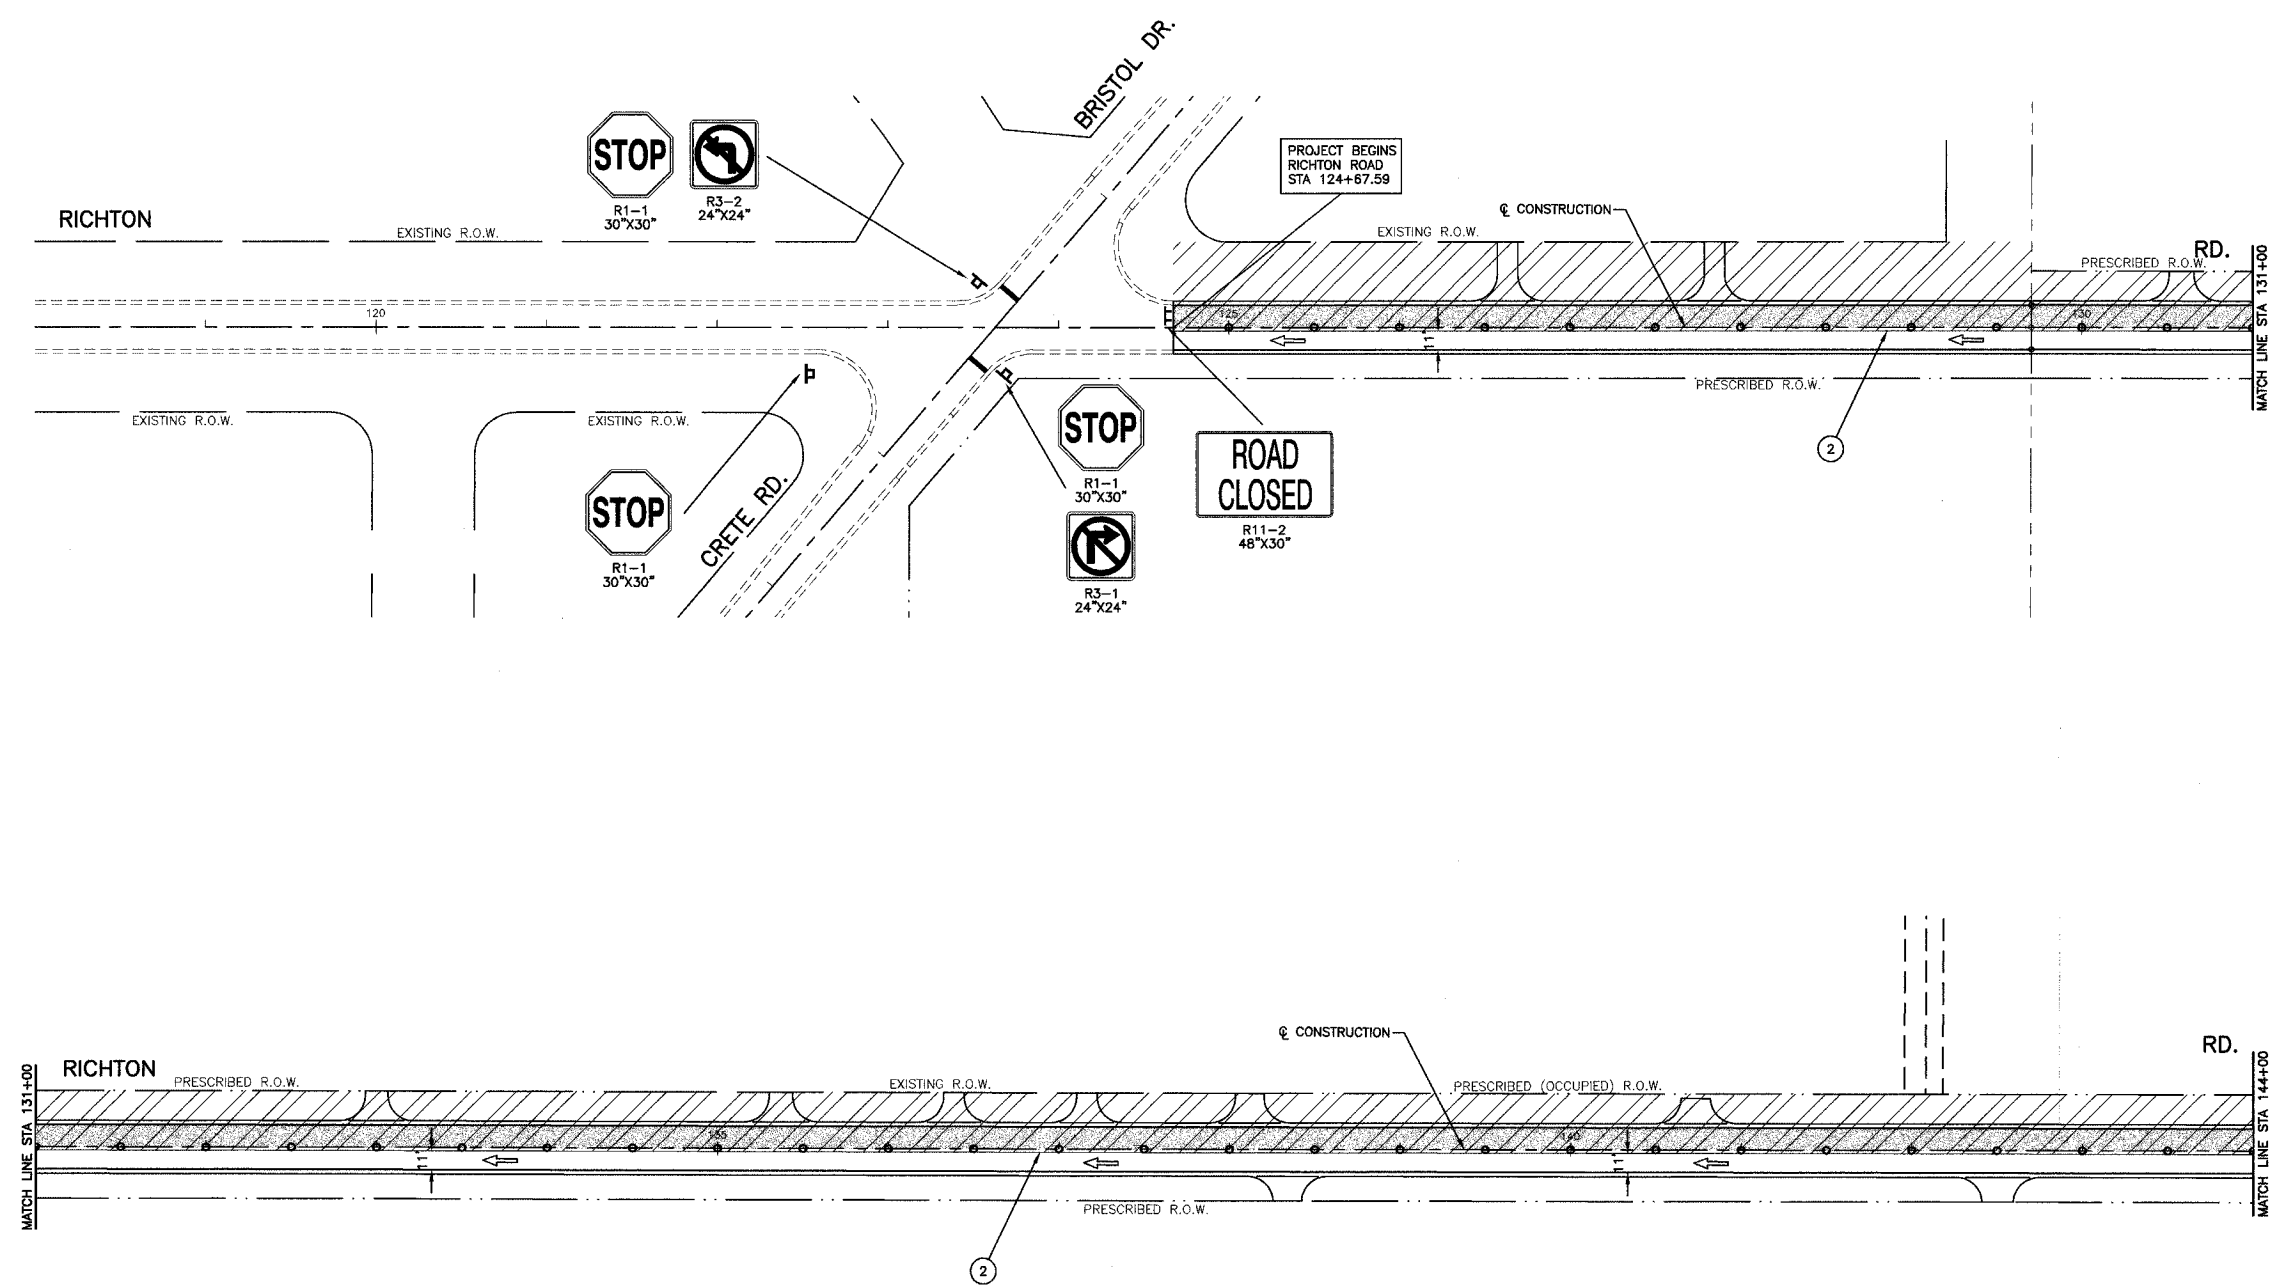 BRISTOL DR.
STOP
R1-1
30"X30"
R3-2
24"X24"
PROJECT BEGINS
RICHTON ROAD
STA 124+67.59
RICHTON
EXISTING R.O.W.
℄ CONSTRUCTION
EXISTING R.O.W.
RD.
PRESCRIBED R.O.W.
MATCH LINE STA 131+00
120
125
130
11'
PRESCRIBED R.O.W.
EXISTING R.O.W.
EXISTING R.O.W.
STOP
R1-1
30"X30"
CRETE RD.
STOP
R1-1
30"X30"
R3-1
24"X24"
ROAD
CLOSED
R11-2
48"X30"
2
MATCH LINE STA 131+00
RICHTON
PRESCRIBED R.O.W.
EXISTING R.O.W.
℄ CONSTRUCTION
PRESCRIBED (OCCUPIED) R.O.W.
RD.
MATCH LINE STA 144+00
135
140
11'
11'
PRESCRIBED R.O.W.
2